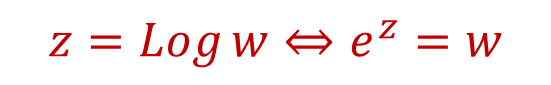 z = Log w ⇔ e^z = w